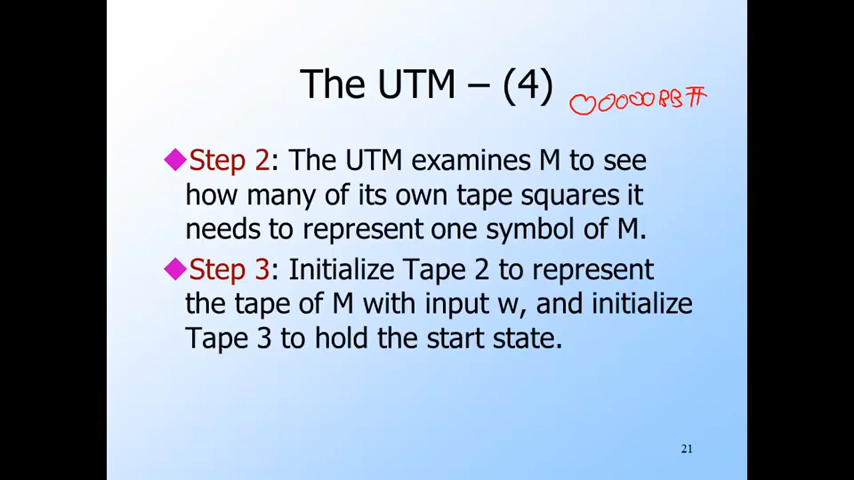 The UTM – (4)
Step 2: The UTM examines M to see
how many of its own tape squares it
needs to represent one symbol of M.
Step 3: Initialize Tape 2 to represent
the tape of M with input w, and initialize
Tape 3 to hold the start state.
21